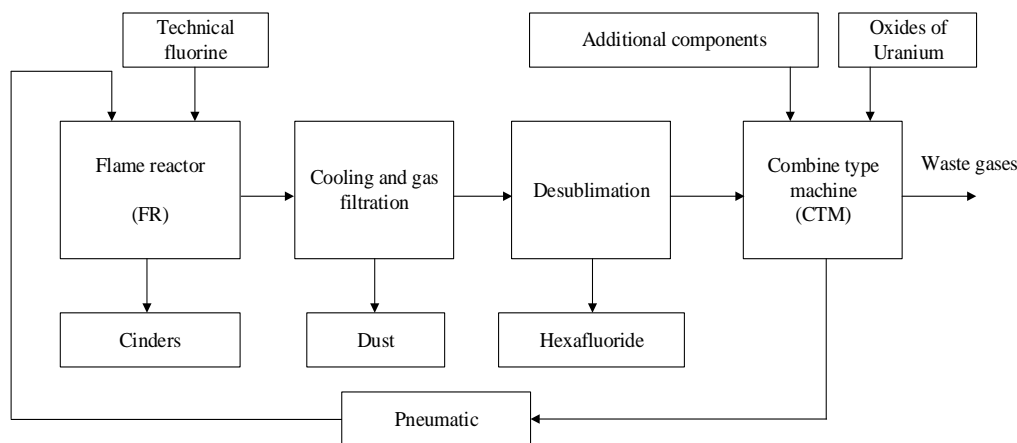 Technical
fluorine
Additional components
Oxides of
Uranium
Flame reactor
(FR)
Cooling and gas
filtration
Desublimation
Combine type
machine
(CTM)
Waste gases
Cinders
Dust
Hexafluoride
Pneumatic